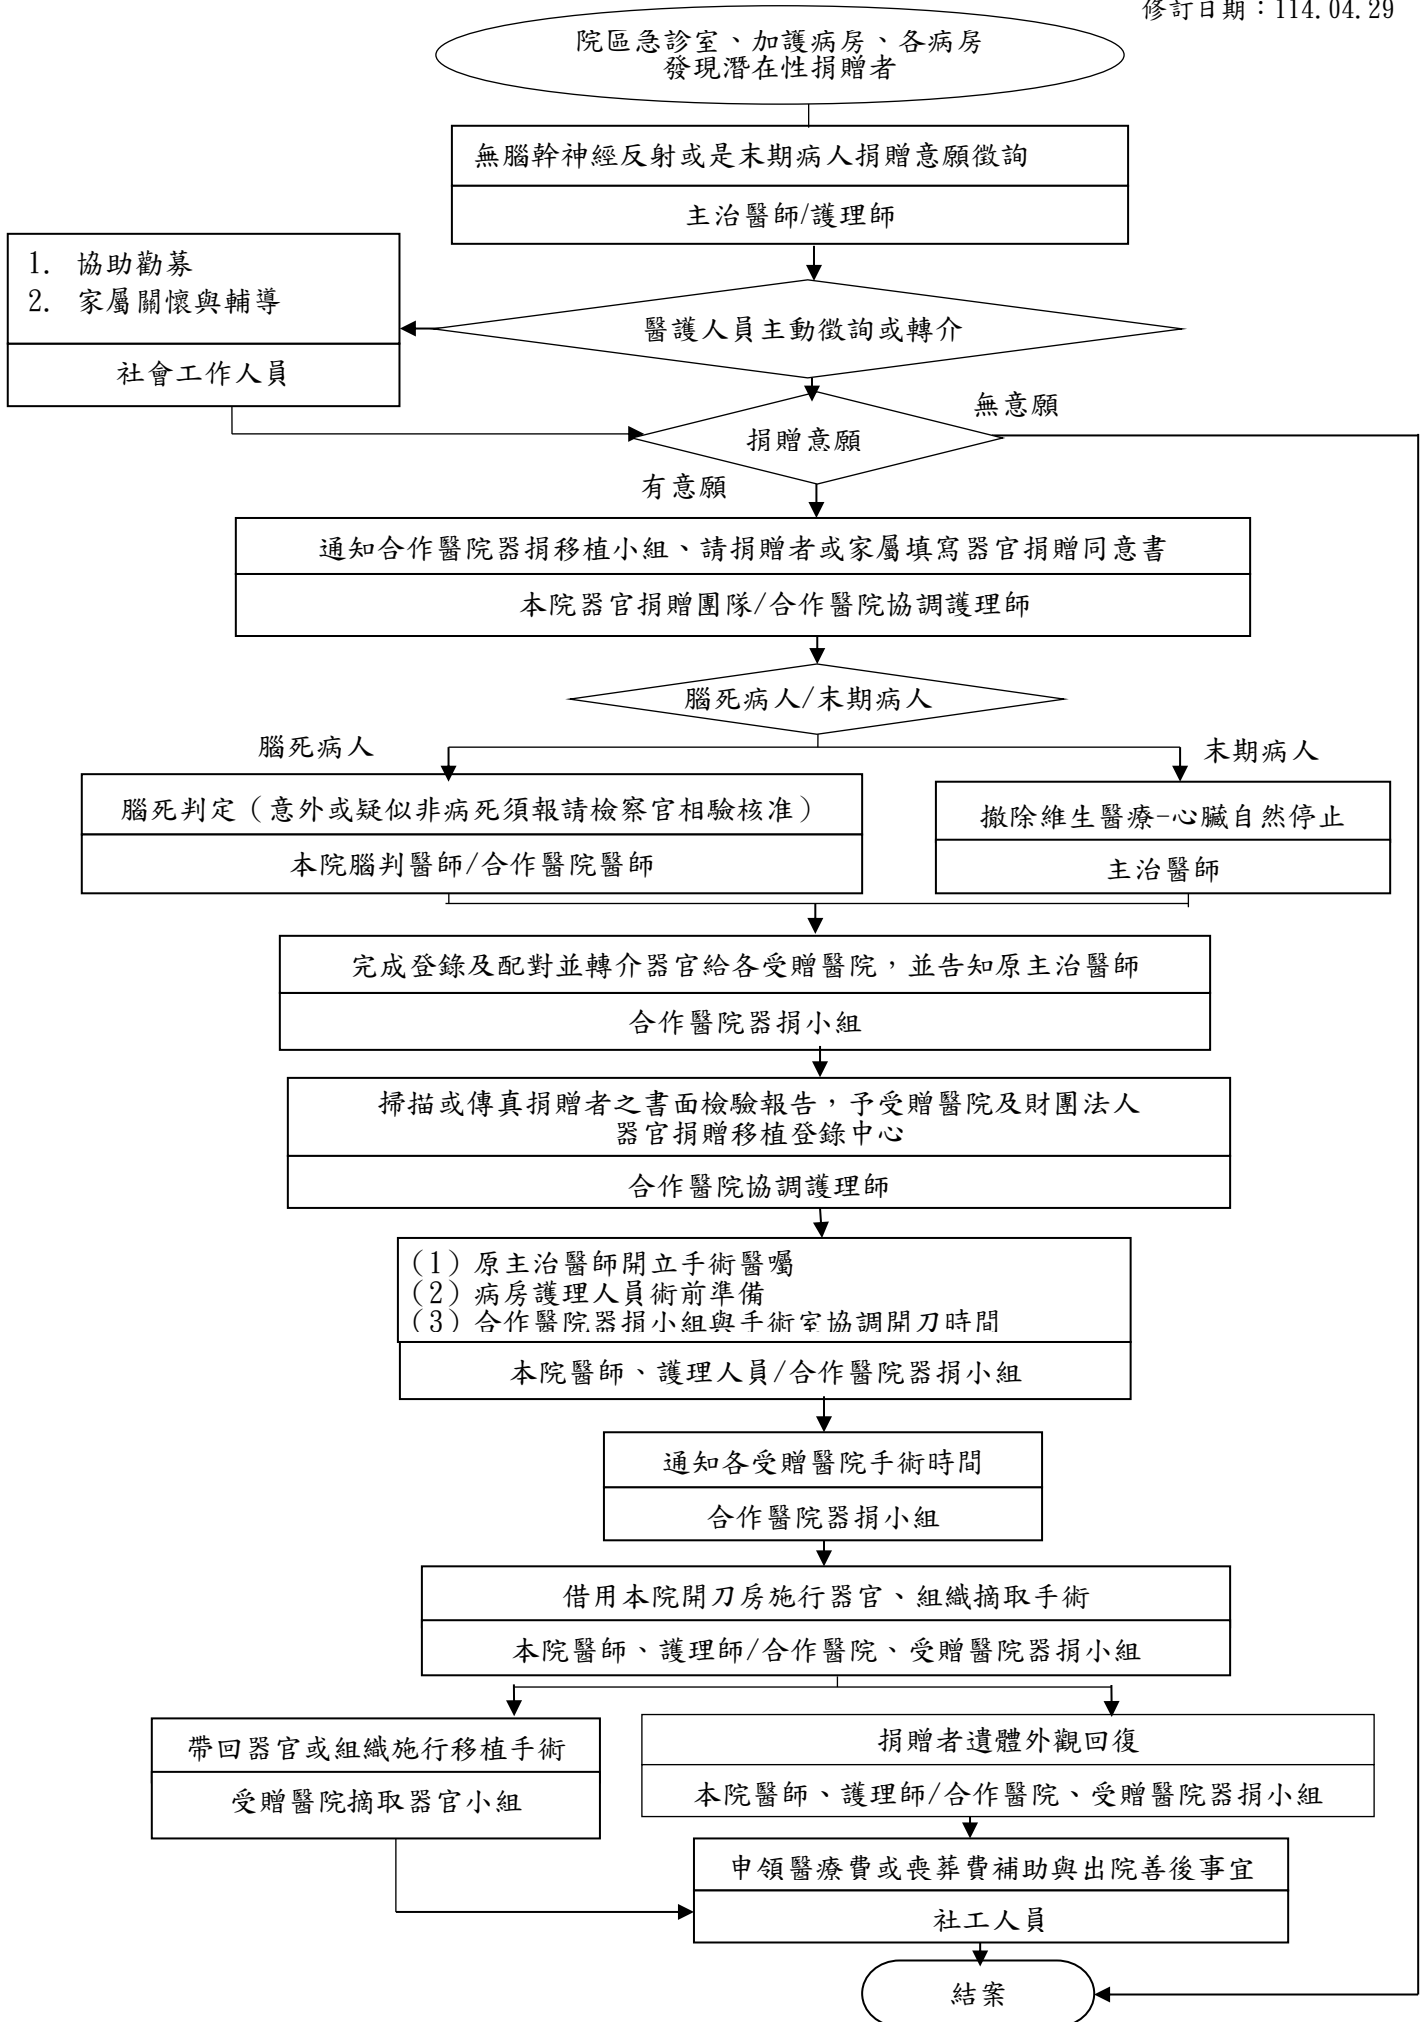 修訂日期：114.04.29
院區急診室、加護病房、各病房
發現潛在性捐贈者
無腦幹神經反射或是末期病人捐贈意願徵詢
主治醫師/護理師
1. 協助勸募
2. 家屬關懷與輔導
社會工作人員
醫護人員主動徵詢或轉介
無意願
捐贈意願
有意願
通知合作醫院器捐移植小組、請捐贈者或家屬填寫器官捐贈同意書
本院器官捐贈團隊/合作醫院協調護理師
腦死病人/末期病人
腦死病人
末期病人
腦死判定（意外或疑似非病死須報請檢察官相驗核准）
本院腦判醫師/合作醫院醫師
撤除維生醫療-心臟自然停止
主治醫師
完成登錄及配對並轉介器官給各受贈醫院，並告知原主治醫師
合作醫院器捐小組
掃描或傳真捐贈者之書面檢驗報告，予受贈醫院及財團法人
器官捐贈移植登錄中心
合作醫院協調護理師
（1）原主治醫師開立手術醫囑
（2）病房護理人員術前準備
（3）合作醫院器捐小組與手術室協調開刀時間
本院醫師、護理人員/合作醫院器捐小組
通知各受贈醫院手術時間
合作醫院器捐小組
借用本院開刀房施行器官、組織摘取手術
本院醫師、護理師/合作醫院、受贈醫院器捐小組
帶回器官或組織施行移植手術
受贈醫院摘取器官小組
捐贈者遺體外觀回復
本院醫師、護理師/合作醫院、受贈醫院器捐小組
申領醫療費或喪葬費補助與出院善後事宜
社工人員
結案